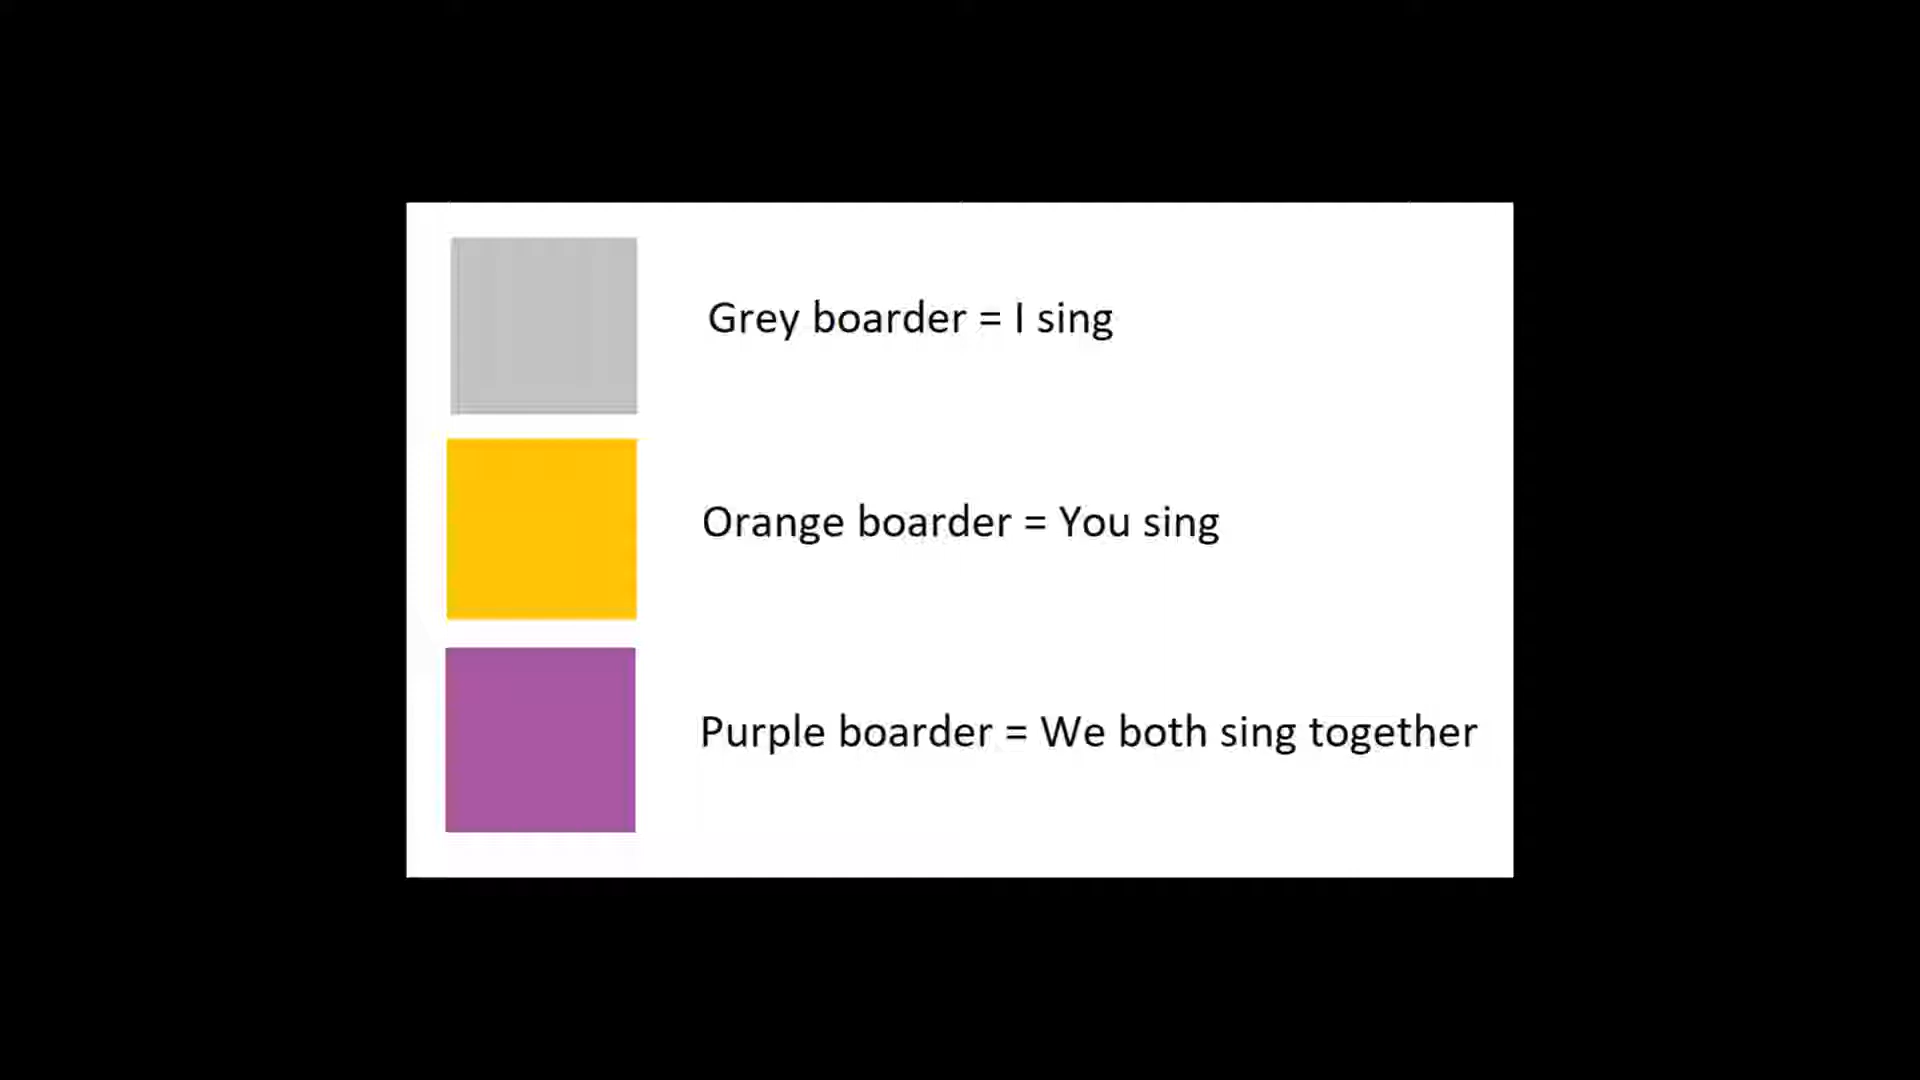 Grey boarder = I sing
Orange boarder = You sing
Purple boarder = We both sing together